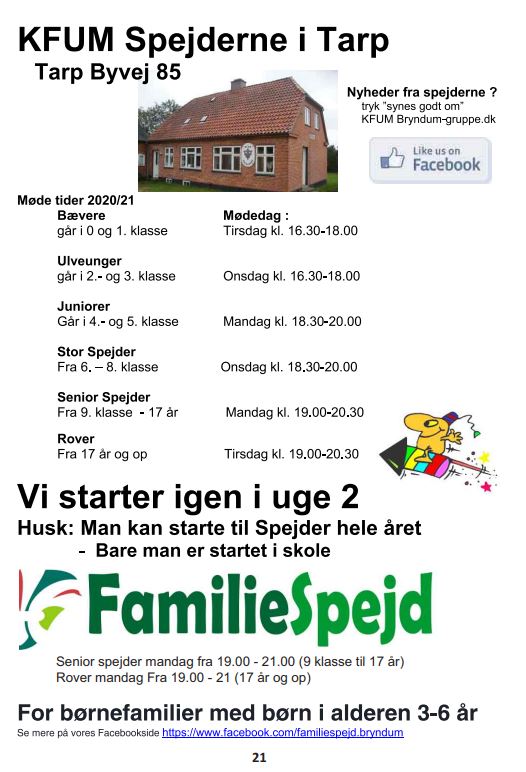 KFUM Spejderne i Tarp
Tarp Byvej 85
Nyheder fra spejderne ?
tryk ”synes godt om”
KFUM Bryndum-gruppe.dk
Like us on
Facebook
Møde tider 2020/21
Bævere Mødedag :
går i 0 og 1. klasse Tirsdag kl. 16.30-18.00
Ulveunger
går i 2.- og 3. klasse Onsdag kl. 16.30-18.00
Juniorer
Går i 4.- og 5. klasse Mandag kl. 18.30-20.00
Stor Spejder
Fra 6. – 8. klasse Onsdag kl. 18.30-20.00
Senior Spejder
Fra 9. klasse - 17 år Mandag kl. 19.00-20.30
Rover
Fra 17 år og op Tirsdag kl. 19.00-20.30
Vi starter igen i uge 2
Husk: Man kan starte til Spejder hele året
- Bare man er startet i skole
FamilieSpejd
Senior spejder mandag fra 19.00 - 21.00 (9 klasse til 17 år)
Rover mandag Fra 19.00 - 21 (17 år og op)
For børnefamilier med børn i alderen 3-6 år
Se mere på vores Facebookside https://www.facebook.com/familiespejd.bryndum
21